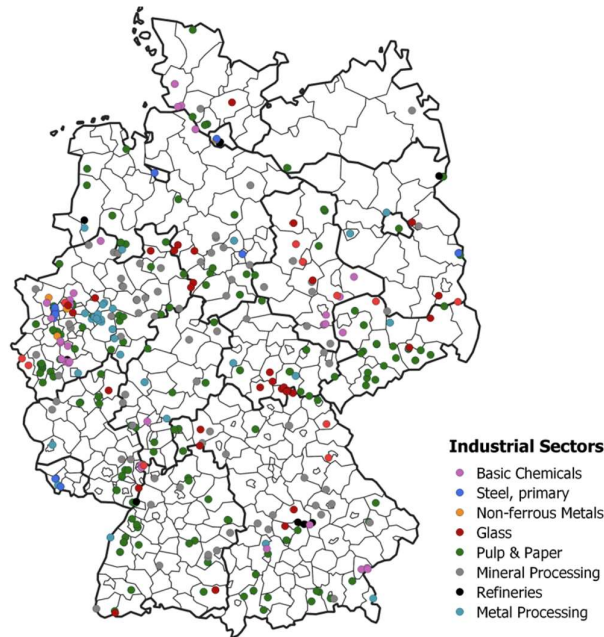 Industrial Sectors
Basic Chemicals
Steel, primary
Non-ferrous Metals
Glass
Pulp & Paper
Mineral Processing
Refineries
Metal Processing